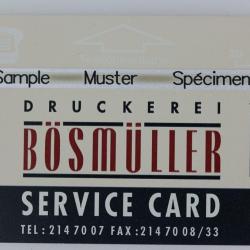 Sample Muster Spécimen
DRUCKEREI
BÖSMÜLLER
SERVICE CARD
TEL: 214 70 07 FAX: 214 70 08/33